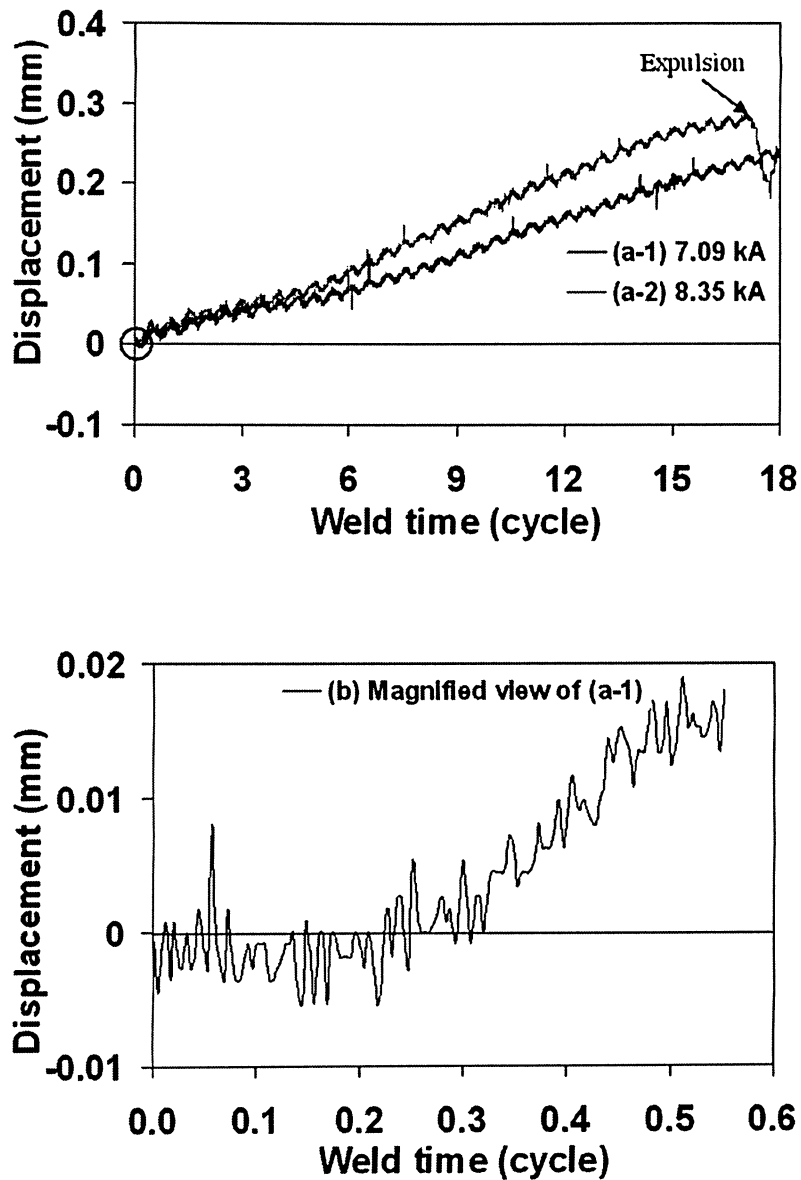 0.4
Expulsion
0.3
0.2
0.1
0
-0.1
Displacement (mm)
(a-1) 7.09 kA
(a-2) 8.35 kA
0 3 6 9 12 15 18
Weld time (cycle)
0.02
(b) Magnified view of (a-1)
0.01
0
-0.01
Displacement (mm)
0.0 0.1 0.2 0.3 0.4 0.5 0.6
Weld time (cycle)